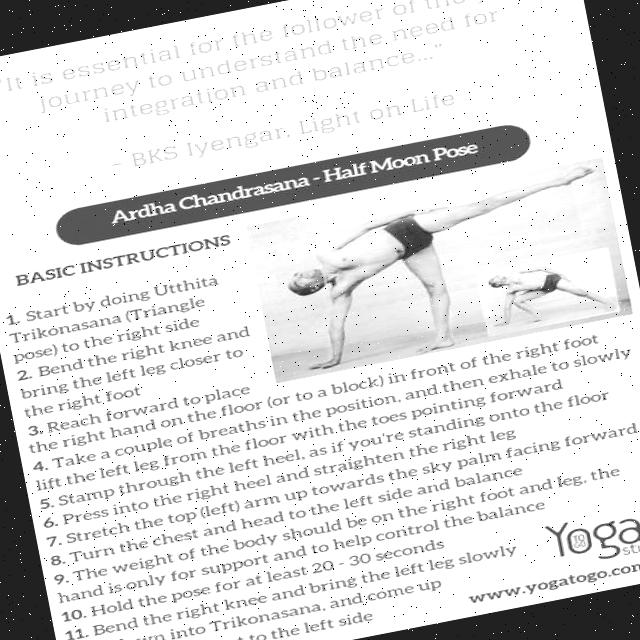 "It is essential for the follower of the
journey to understand the need for
integration and balance..."
- BKS Iyengar, Light on Life
Ardha Chandrasana - Half Moon Pose
BASIC INSTRUCTIONS
1. Start by doing Utthita
Trikonasana (Triangle
pose) to the right side
2. Bend the right knee and
bring the left leg closer to
the right foot
3. Reach forward to place
the right hand on the floor (or to a block) in front of the right foot
4. Take a couple of breaths in the position, and then exhale to slowly
lift the left leg from the floor with the toes pointing forward
5. Stamp through the left heel, as if you're standing onto the floor
6. Press into the right heel and straighten the right leg
7. Stretch the top (left) arm up towards the sky palm facing forward
8. Turn the chest and head to the left side and balance
9. The weight of the body should be on the right foot and leg, the
hand is only for support and to help control the balance
10. Hold the pose for at least 20 - 30 seconds
11. Bend the right knee and bring the left leg slowly
into Trikonasana, and come up
to the left side
Yoga
TO GO
www.yogatogo.com